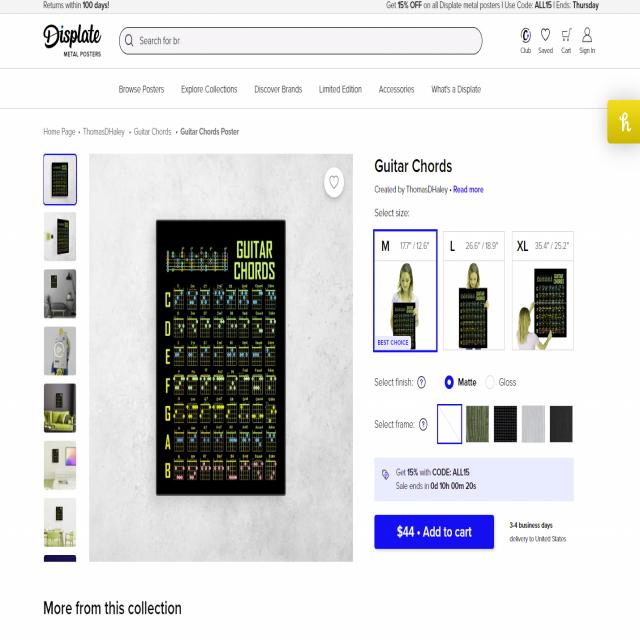 Returns within 100 days!
Get 15% OFF on all Displate metal posters | Use Code: ALL15 | Ends: Thursday
Displate
METAL POSTERS
Search for br
Club
Saved
Cart
Sign In
Browse Posters
Explore Collections
Discover Brands
Limited Edition
Accessories
What's a Displate
h
Home Page • ThomasDHaley • Guitar Chords • Guitar Chords Poster
GUITAR
CHORDS
C
D
E
F
G
A
B
Guitar Chords
Created by ThomasDHaley • Read more
Select size:
M 17.7" / 12.6"
L 26.6" / 18.9"
XL 35.4" / 25.2"
BEST CHOICE
Select finish: ? Matte Gloss
Select frame: ?
Get 15% with CODE: ALL15
Sale ends in 0d 10h 00m 20s
$44 • Add to cart
3-4 business days
delivery to United States
More from this collection